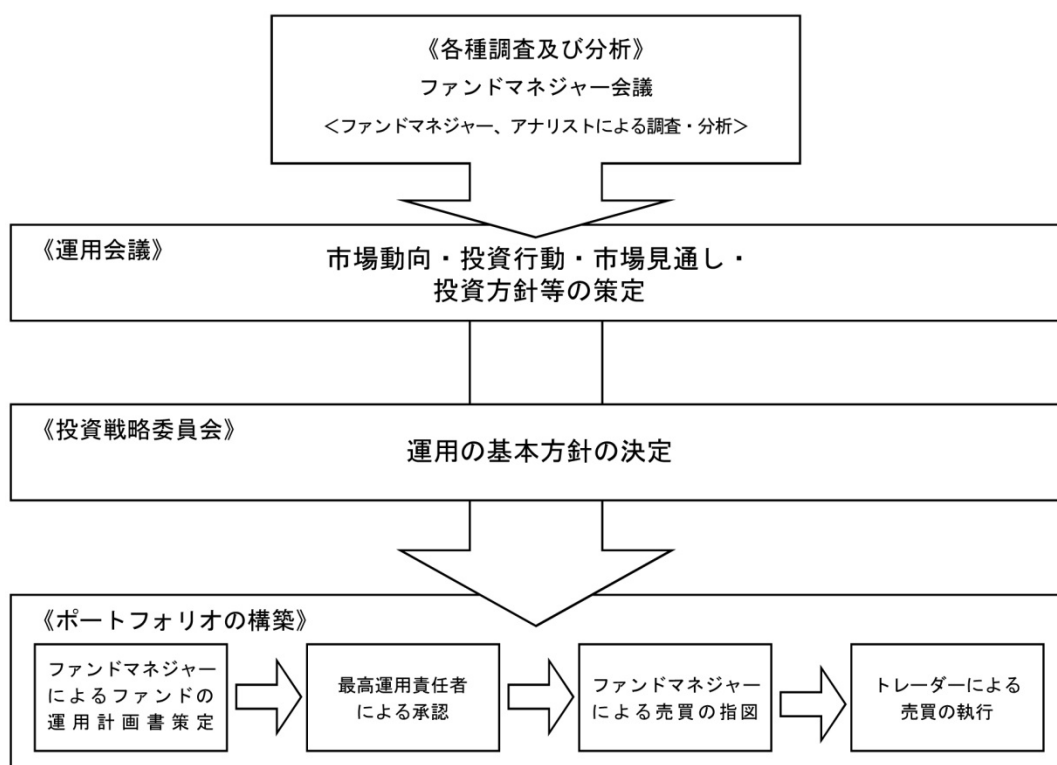 《各種調査及び分析》
ファンドマネジャー会議
＜ファンドマネジャー、アナリストによる調査・分析＞
《運用会議》
市場動向・投資行動・市場見通し・
投資方針等の策定
《投資戦略委員会》
運用の基本方針の決定
《ポートフォリオの構築》
ファンドマネジャー
によるファンドの
運用計画書策定
最高運用責任者
による承認
ファンドマネジャー
による売買の指図
トレーダーによる
売買の執行